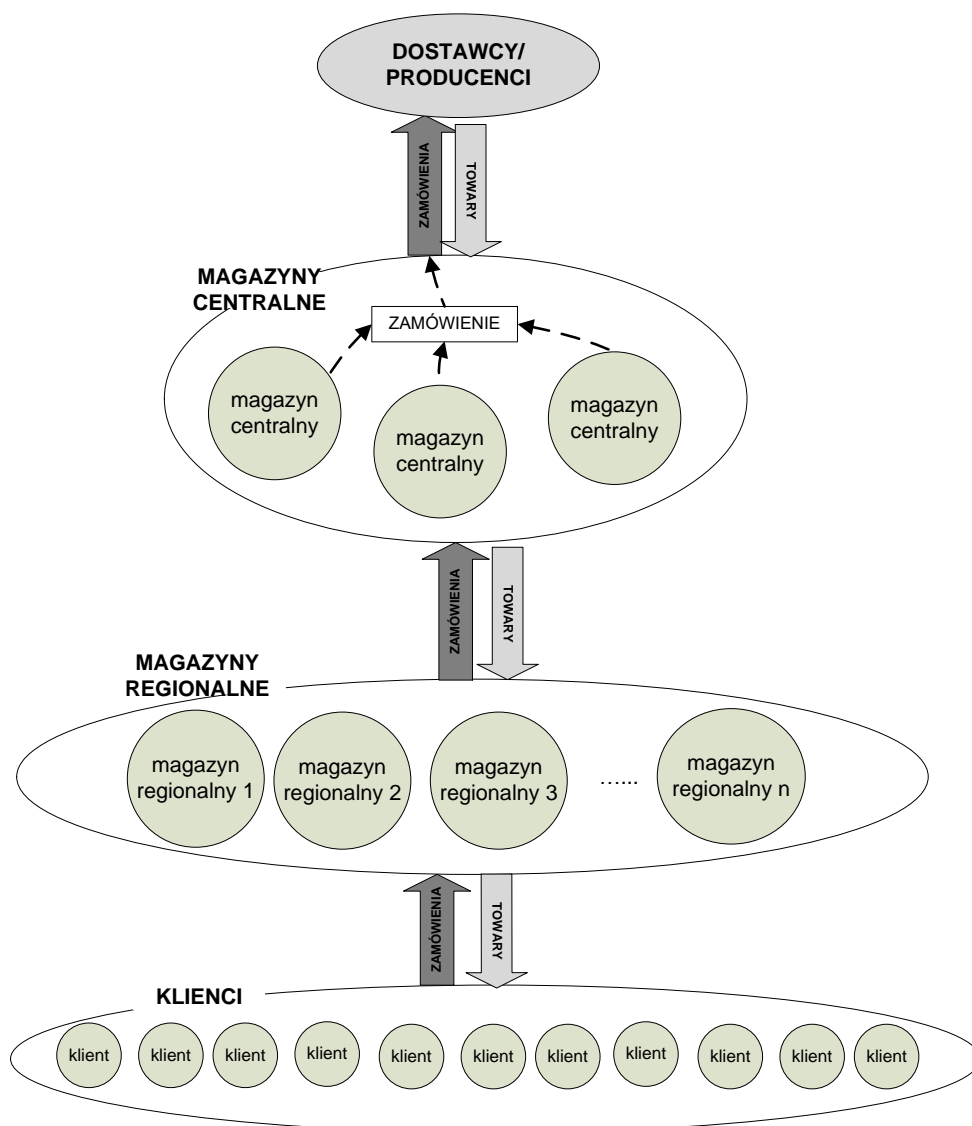 DOSTAWCY/
PRODUCENCI
ZAMÓWIENIA
TOWARY
MAGAZYNY
CENTRALNE
ZAMÓWIENIE
magazyn
centralny
magazyn
centralny
magazyn
centralny
ZAMÓWIENIA
TOWARY
MAGAZYNY
REGIONALNE
magazyn
regionalny 1
magazyn
regionalny 2
magazyn
regionalny 3
…...
magazyn
regionalny n
ZAMÓWIENIA
TOWARY
KLIENCI
klient
klient
klient
klient
klient
klient
klient
klient
klient
klient
klient